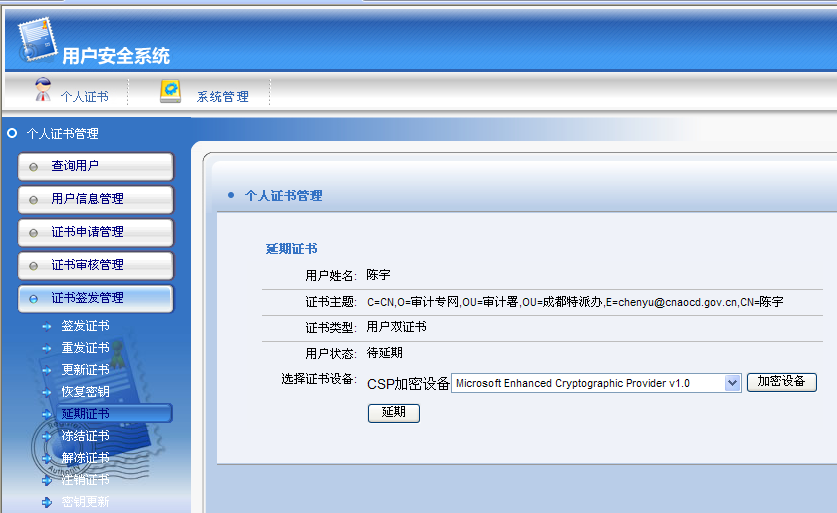 用户安全系统
个人证书
系统管理
个人证书管理
查询用户
用户信息管理
证书申请管理
证书审核管理
证书签发管理
签发证书
重发证书
更新证书
恢复密钥
延期证书
冻结证书
解冻证书
注销证书
密钥更新
个人证书管理
延期证书
用户姓名: 陈宇
证书主题: C=CN,O=审计专网,OU=审计署,OU=成都特派办,E=chenyu@cnaocd.gov.cn,CN=陈宇
证书类型: 用户双证书
用户状态: 待延期
选择证书设备: CSP加密设备 Microsoft Enhanced Cryptographic Provider v1.0 加密设备
延期